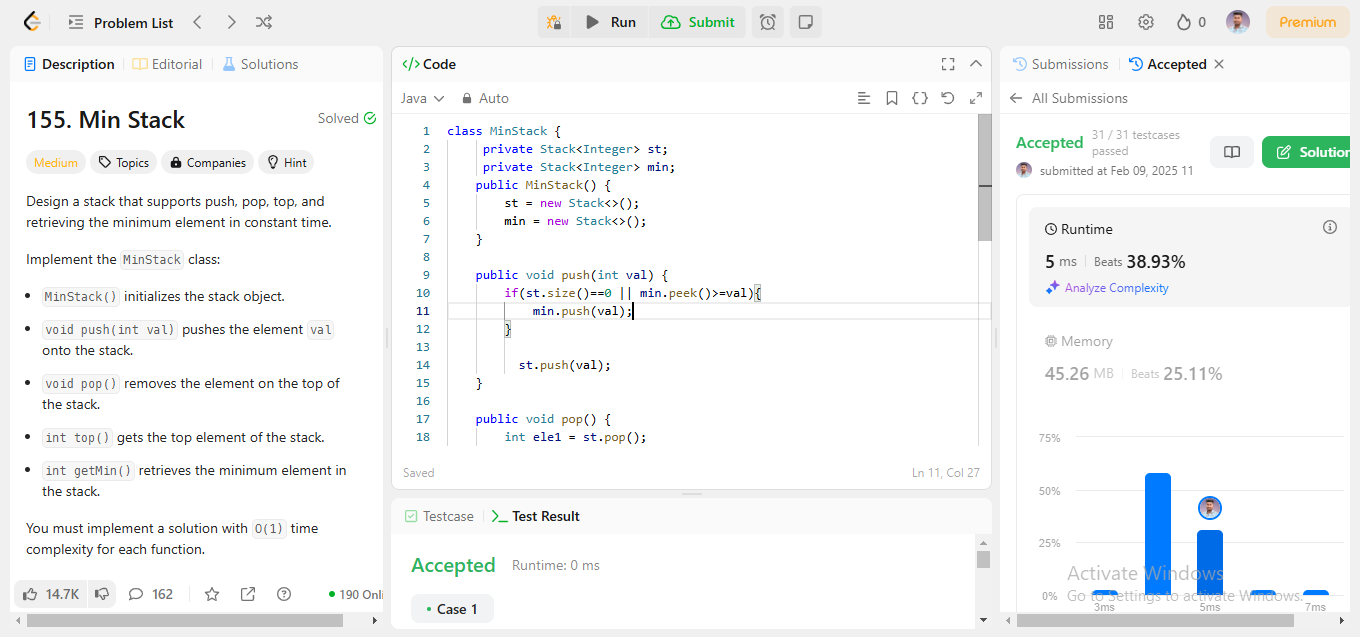 Problem List
Run
Submit
0
Premium
Description
Editorial
Solutions
155. Min Stack
Solved
Medium
Topics
Companies
Hint
Design a stack that supports push, pop, top, and
retrieving the minimum element in constant time.
Implement the MinStack class:
• MinStack() initializes the stack object.
• void push(int val) pushes the element val
onto the stack.
• void pop() removes the element on the top of
the stack.
• int top() gets the top element of the stack.
• int getMin() retrieves the minimum element in
the stack.
You must implement a solution with O(1) time
complexity for each function.
14.7K
162
190 Onli
</> Code
Java
Auto
1 class MinStack {
2 private Stack<Integer> st;
3 private Stack<Integer> min;
4 public MinStack() {
5 st = new Stack<>();
6 min = new Stack<>();
7 }
8
9 public void push(int val) {
10 if(st.size()==0 || min.peek()>=val){
11 min.push(val);
12 }
13
14 st.push(val);
15 }
16
17 public void pop() {
18 int ele1 = st.pop();
Saved
Ln 11, Col 27
Testcase
Test Result
Accepted
Runtime: 0 ms
• Case 1
Submissions
Accepted
All Submissions
Accepted
31 / 31 testcases
passed
submitted at Feb 09, 2025 11
Solution
Runtime
5 ms
Beats 38.93%
Analyze Complexity
Memory
45.26 MB
Beats 25.11%
75%
50%
25%
0%
3ms
5ms
7ms
Activate Windows
Go to Settings to activate Windows.